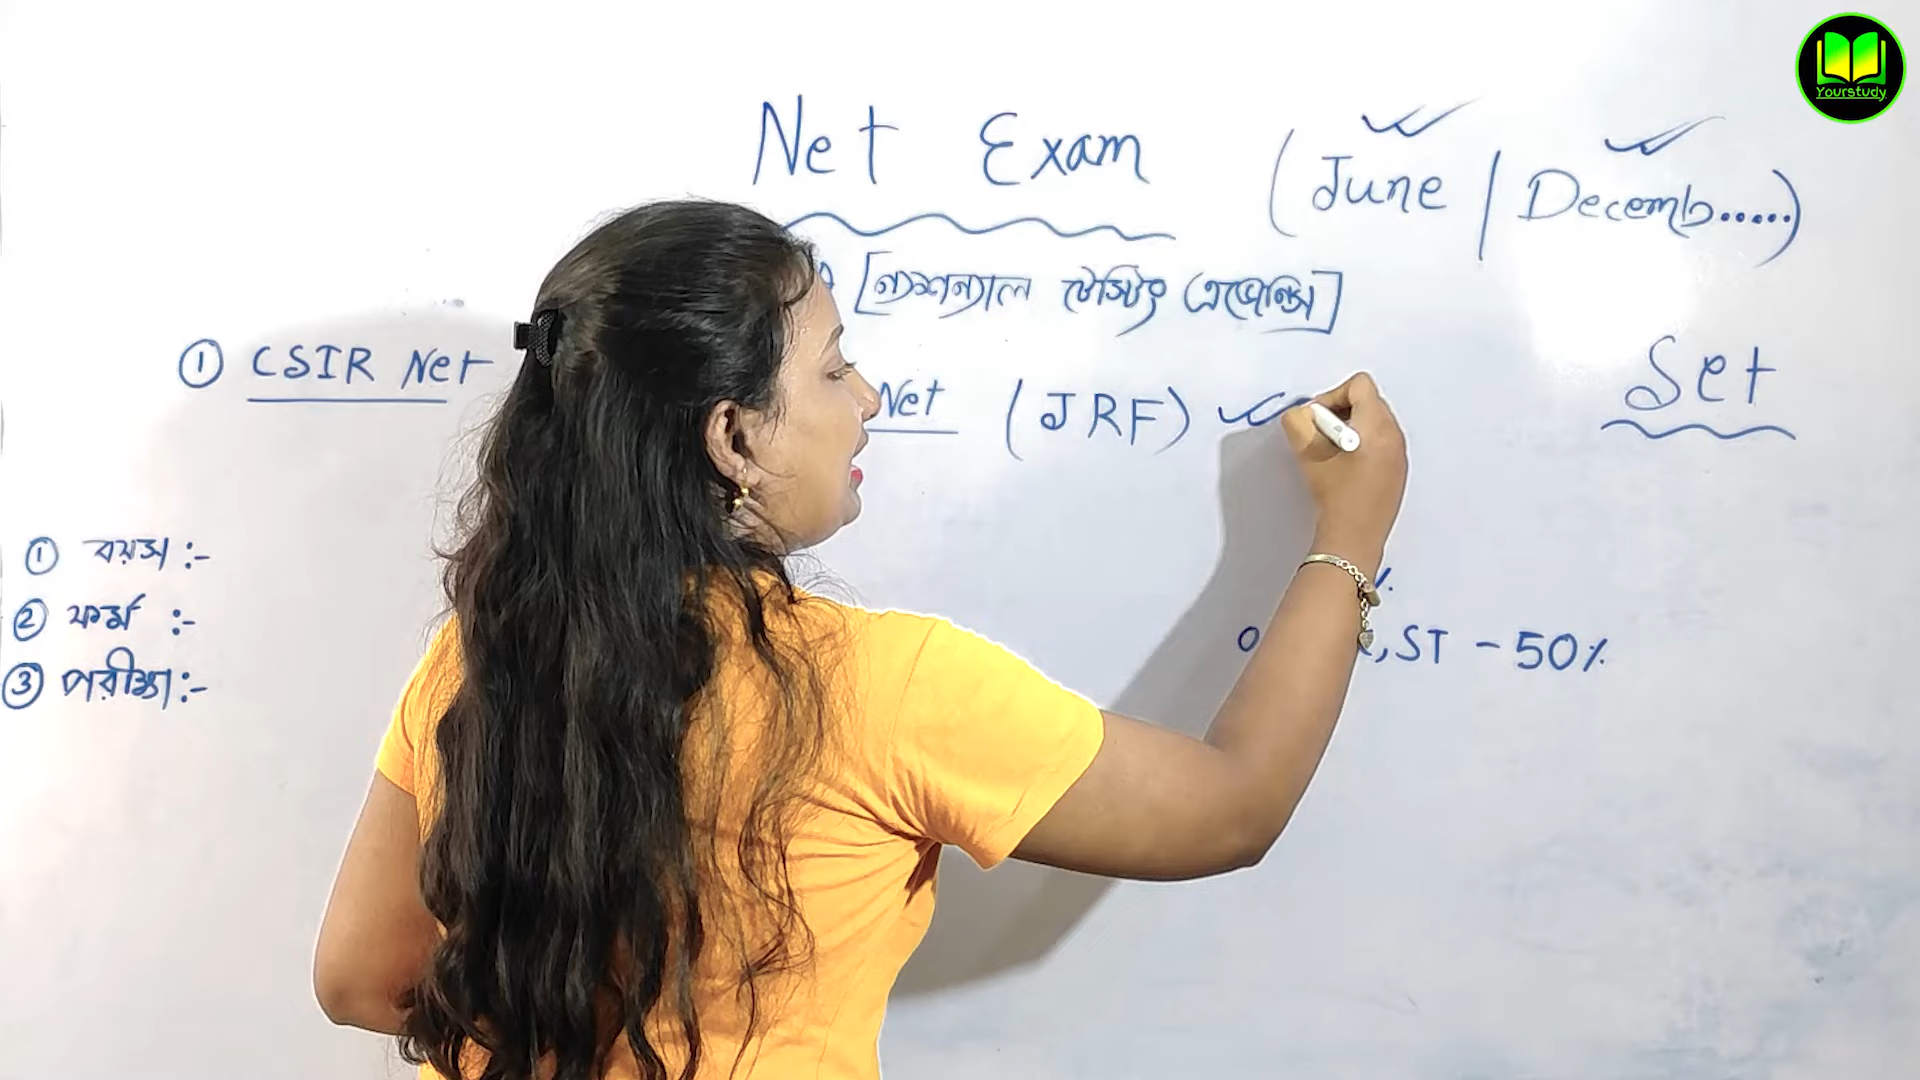 Yourstudy
Net Exam (June / Decemb.....)
[ন্যাশন্যাল টেস্টিং এজেন্সি]
① CSIR Net
Net (JRF)
Set
① বয়স :-
② ফর্ম :-
, ST - 50%
③ পরীক্ষা :-